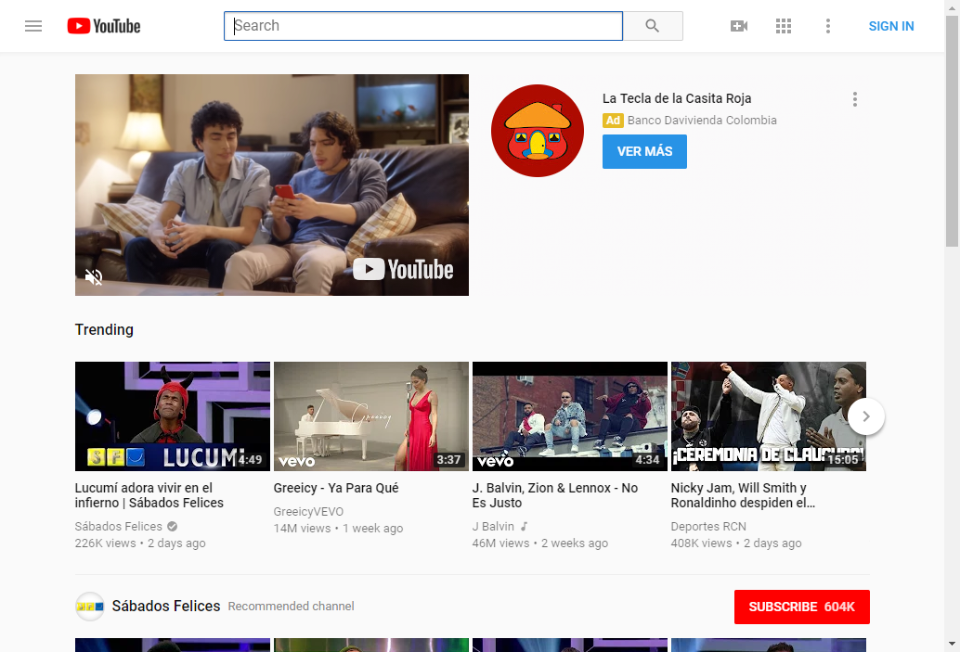 YouTube
Search
SIGN IN
YouTube
La Tecla de la Casita Roja
Ad Banco Davivienda Colombia
VER MÁS
Trending
SFD LUCUMÍ
4:49
Greeicy
vevo
3:37
vevo
4:34
¡CEREMONIA DE CLAUSURA!
15:05
Lucumí adora vivir en el
infierno | Sábados Felices
Sábados Felices
226K views • 2 days ago
Greeicy - Ya Para Qué
GreeicyVEVO
14M views • 1 week ago
J. Balvin, Zion & Lennox - No
Es Justo
J Balvin
46M views • 2 weeks ago
Nicky Jam, Will Smith y
Ronaldinho despiden el...
Deportes RCN
408K views • 2 days ago
Sábados Felices Recommended channel
SUBSCRIBE 604K